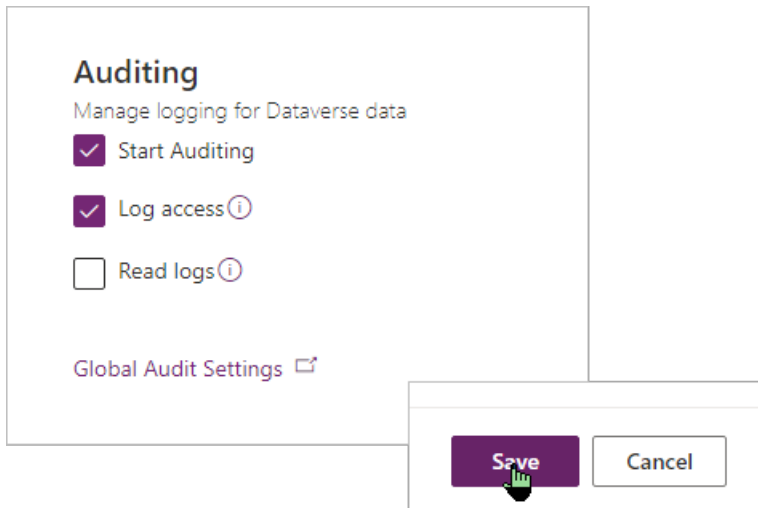 Auditing
Manage logging for Dataverse data
Start Auditing
Log access
Read logs
Global Audit Settings
Save Cancel